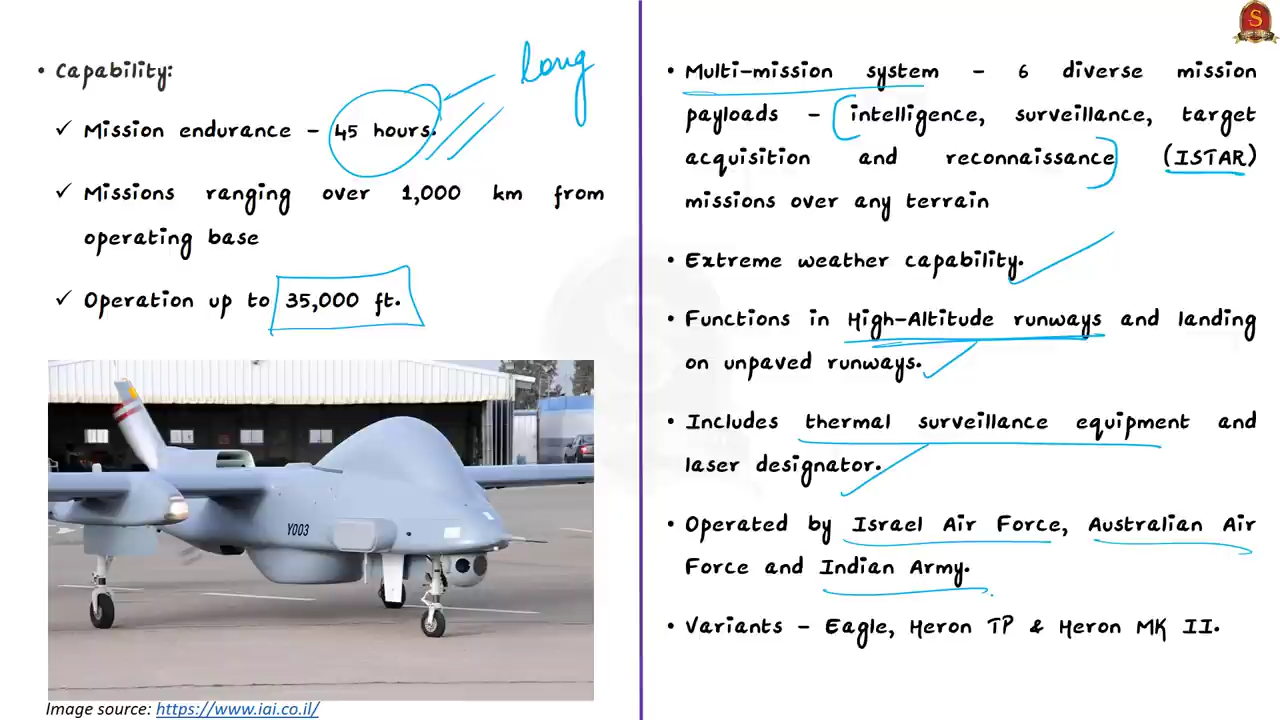 • Capability:
long
✓ Mission endurance – 45 hours.
✓ Missions ranging over 1,000 km from
operating base
✓ Operation up to 35,000 ft.
Y003
Image source: https://www.iai.co.il/
• Multi-mission system – 6 diverse mission
payloads – intelligence, surveillance, target
acquisition and reconnaissance (ISTAR)
missions over any terrain
• Extreme weather capability.
• Functions in High-Altitude runways and landing
on unpaved runways.
• Includes thermal surveillance equipment and
laser designator.
• Operated by Israel Air Force, Australian Air
Force and Indian Army.
• Variants – Eagle, Heron TP & Heron MK II.
S